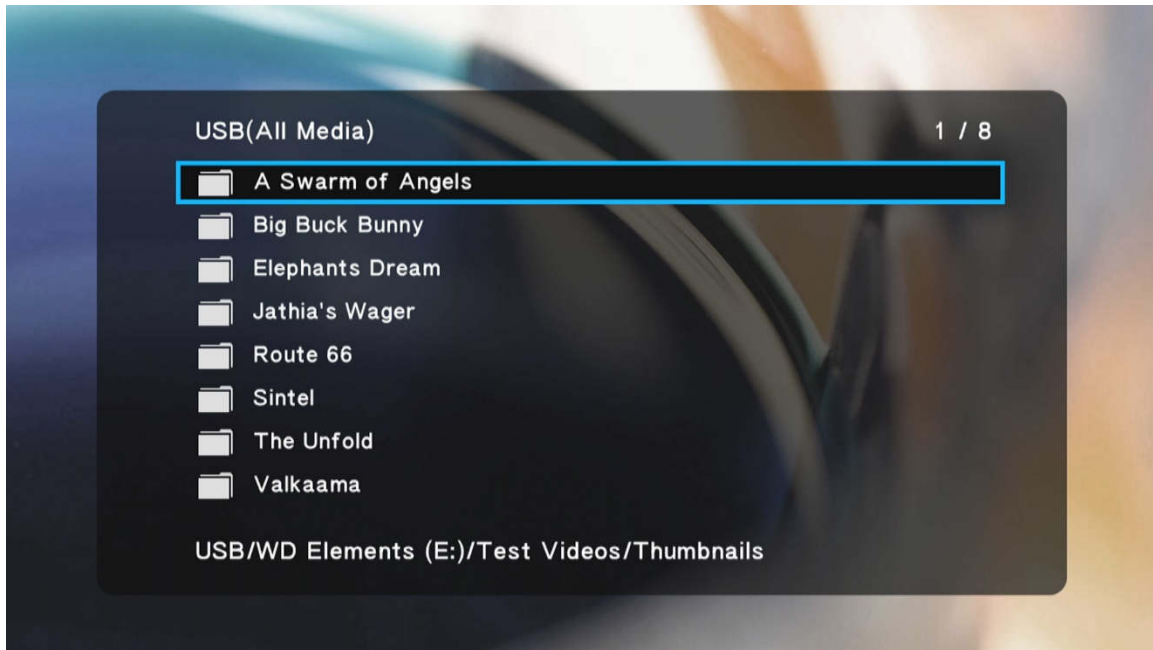 USB(All Media) 1 / 8
A Swarm of Angels
Big Buck Bunny
Elephants Dream
Jathia's Wager
Route 66
Sintel
The Unfold
Valkaama
USB/WD Elements (E:)/Test Videos/Thumbnails